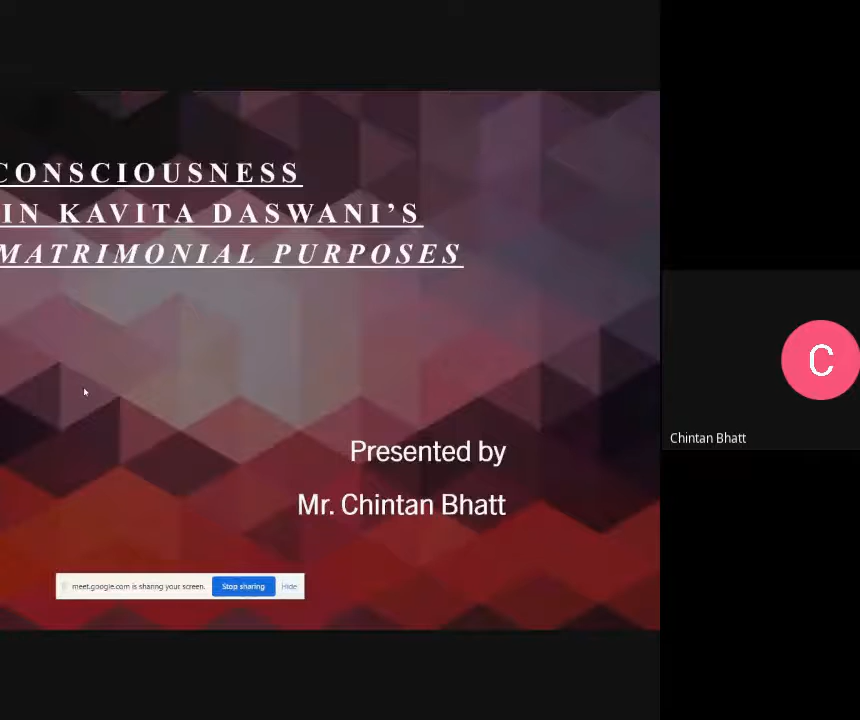 CONSCIOUSNESS
IN KAVITA DASWANI'S
MATRIMONIAL PURPOSES
Presented by
Mr. Chintan Bhatt
meet.google.com is sharing your screen. Stop sharing Hide
C
Chintan Bhatt